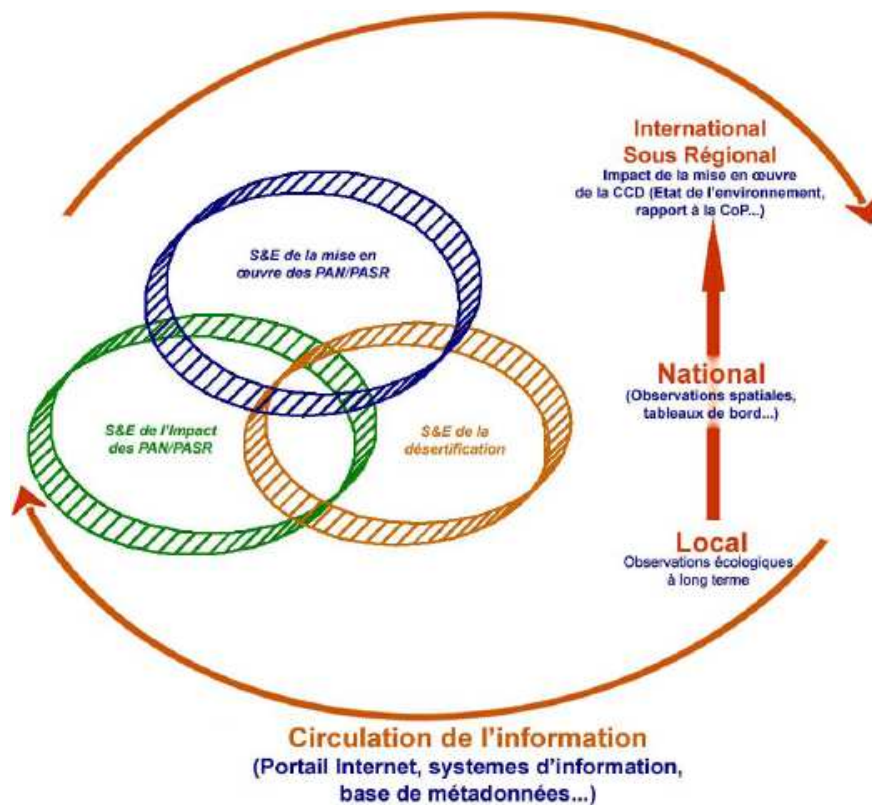 International
Sous Régional
Impact de la mise en œuvre
de la CCD (Etat de l'environnement,
rapport à la CoP...)
S&E de la mise en
œuvre des PAN/PASR
National
(Observations spatiales,
tableaux de bord...)
S&E de l'Impact
des PAN/PASR
S&E de la
désertification
Local
Observations écologiques
à long terme
Circulation de l'information
(Portail Internet, systemes d'information,
base de métadonnées...)